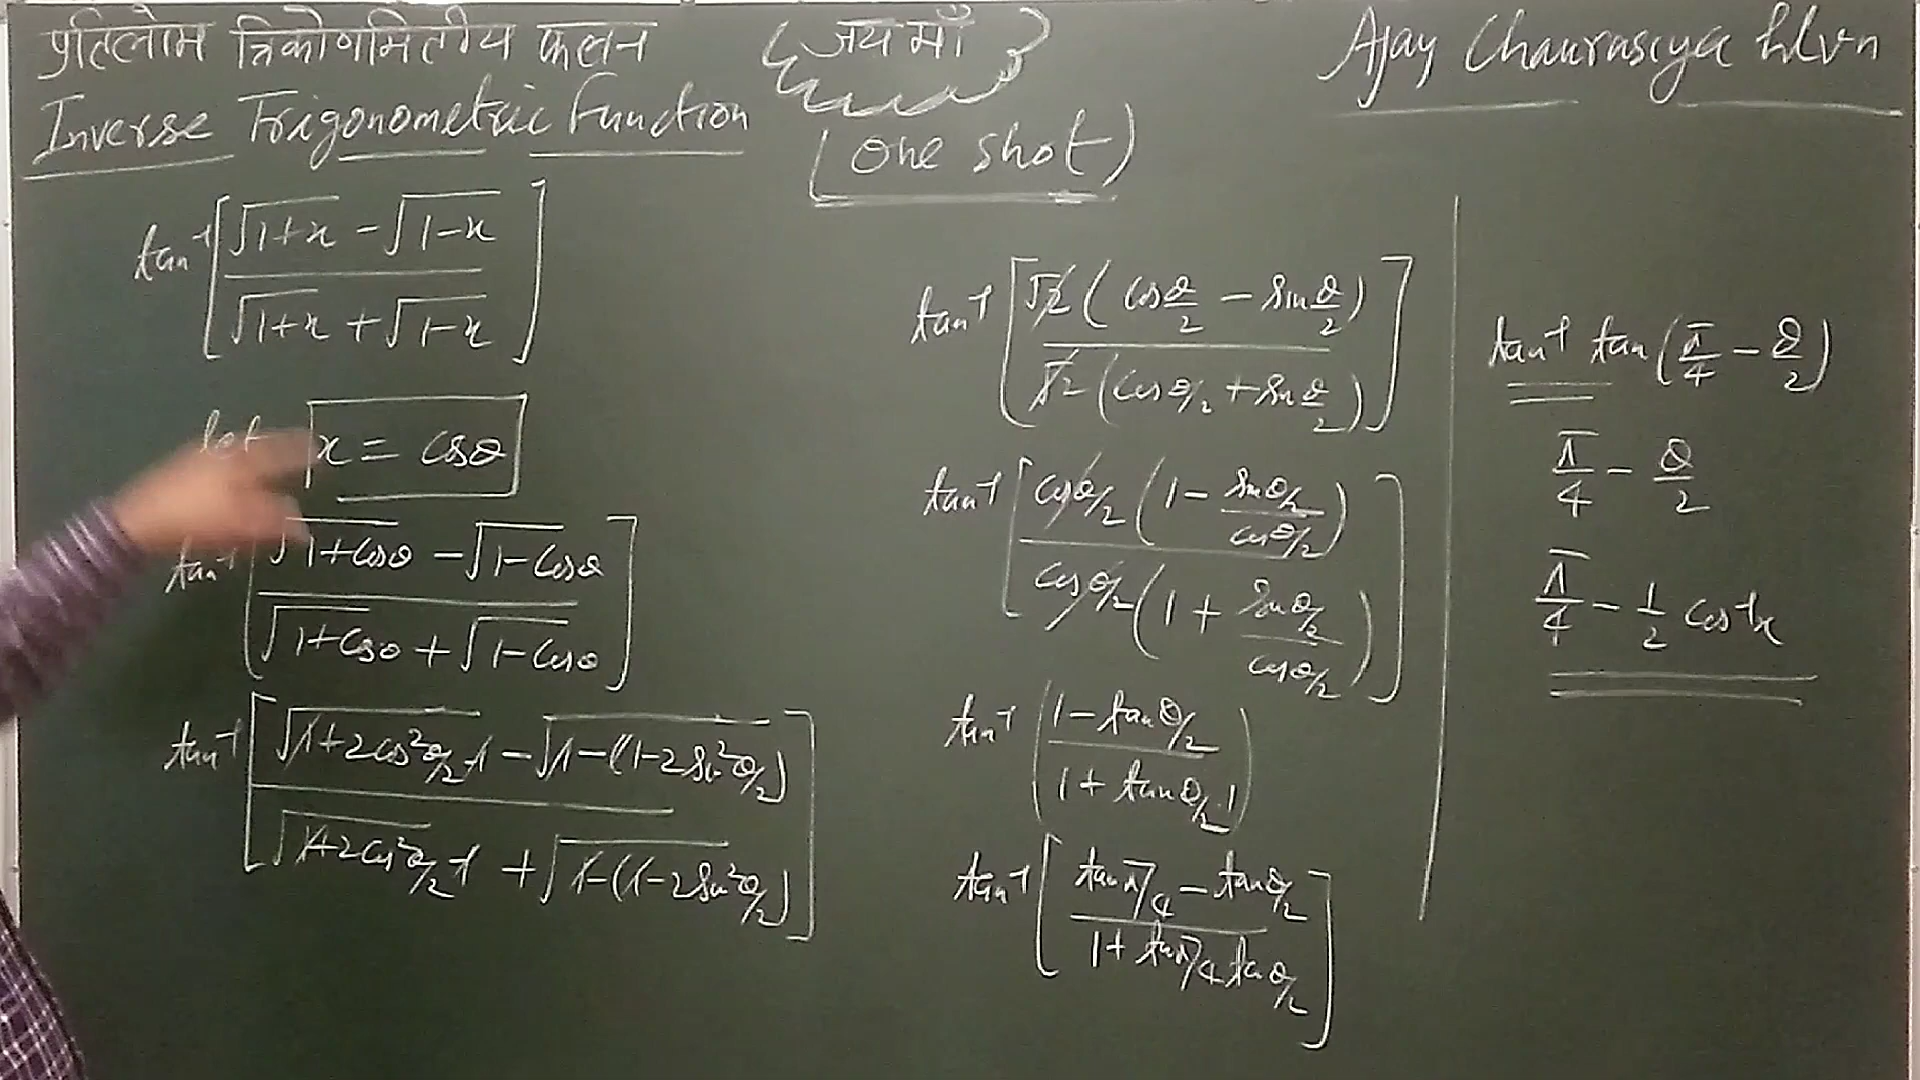 प्रतिलोम त्रिकोणमितीय फलन
{जय माँ}
Ajay Chaurasiya hlvn
Inverse Trigonometric Function
(one shot)
tan⁻¹[(√1+x − √1−x)/(√1+x + √1−x)]
let x = cosθ
tan⁻¹[(√1+cosθ − √1−cosθ)/(√1+cosθ + √1−cosθ)]
tan⁻¹[(√1+2cos²θ/2-1 − √1−(1−2sin²θ/2))/(√1+2cos²θ/2-1 + √1−(1−2sin²θ/2))]
tan⁻¹[√2(cosθ/2 − sinθ/2)/√2(cosθ/2 + sinθ/2)]
tan⁻¹[cosθ/2(1 − sinθ/2/cosθ/2)/cosθ/2(1 + sinθ/2/cosθ/2)]
tan⁻¹((1−tanθ/2)/(1+tanθ/2·1))
tan⁻¹[(tanπ/4 − tanθ/2)/(1+tanπ/4 tanθ/2)]
tan⁻¹ tan(π/4 − θ/2)
π/4 − θ/2
π/4 − 1/2 cos⁻¹x